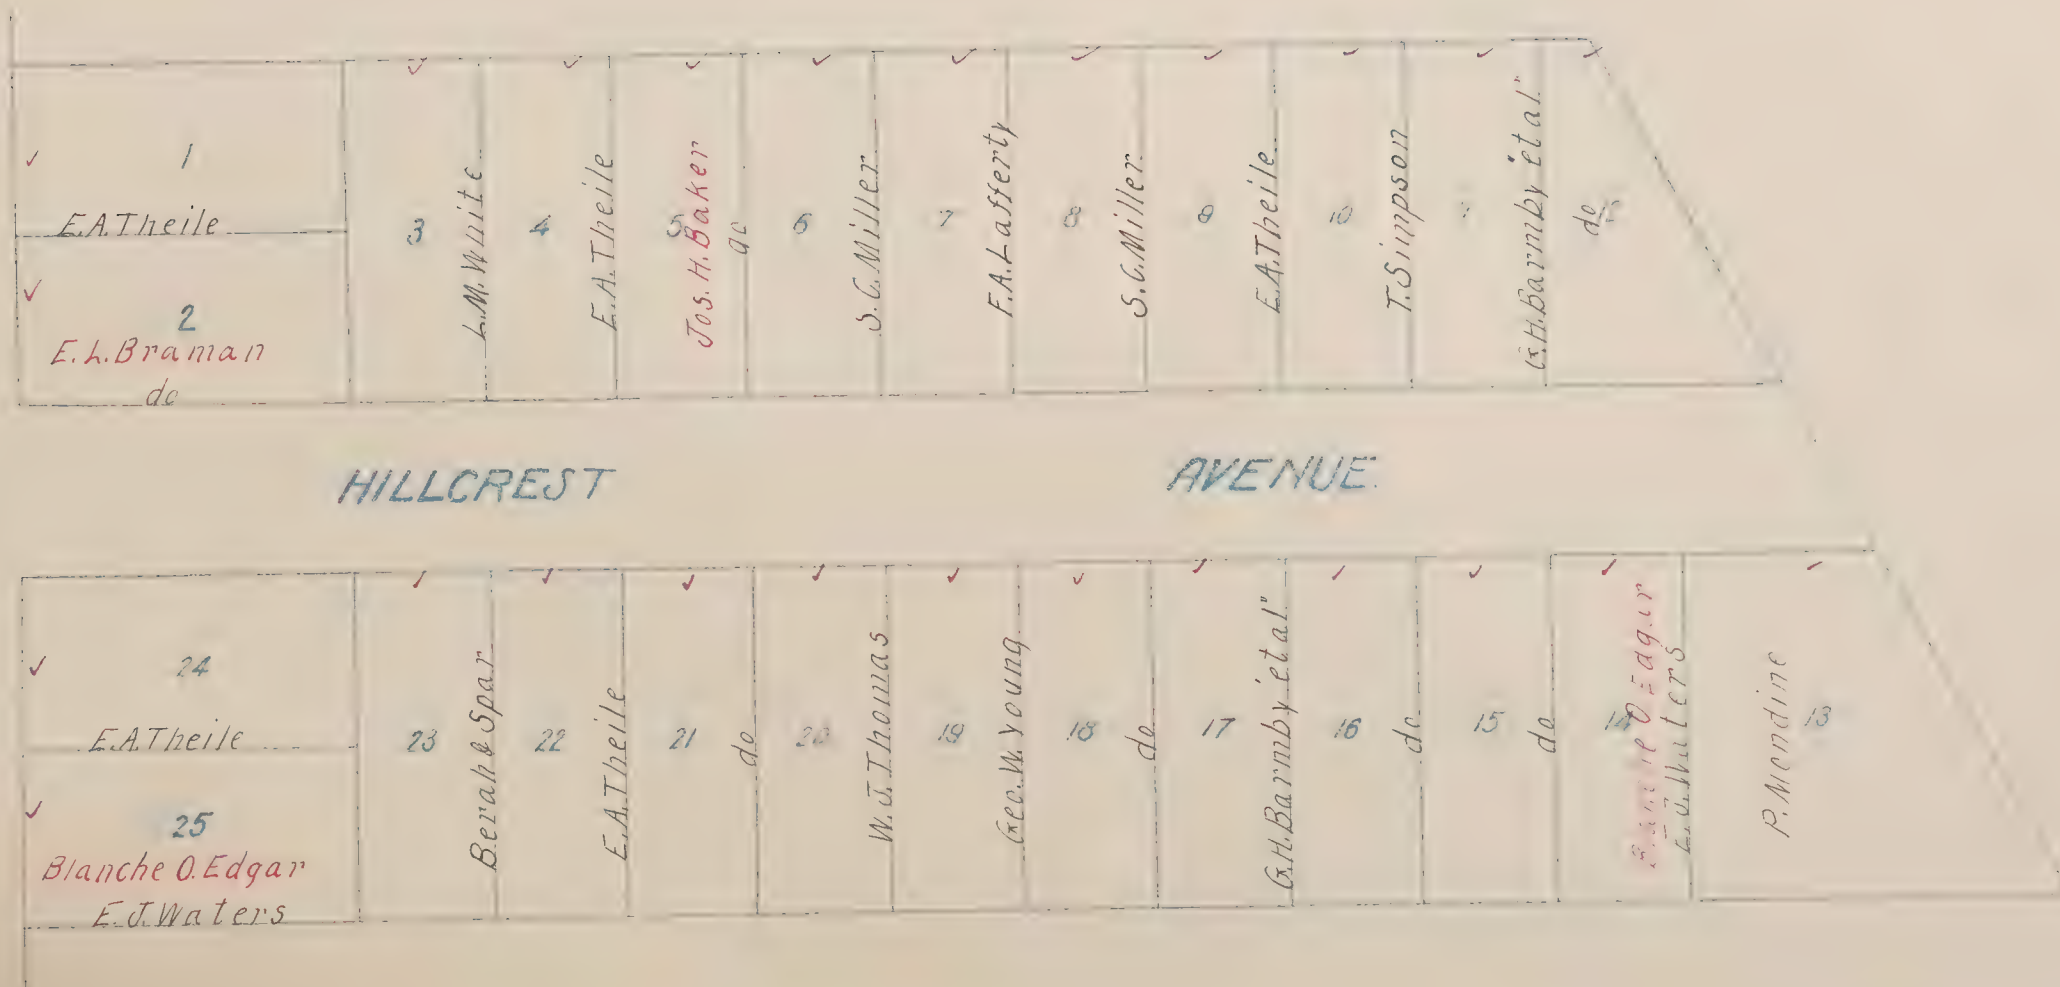 1
E.A.Theile
2
E.L.Braman
do
3
L.M.White
4
E.A.Theile
5
Jos.H.Baker
do
6
S.C.Miller
7
F.A.Lafferty
8
S.C.Miller
9
E.A.Theile
10
T.Simpson
G.H.Barmby "et al."
do
HILLCREST AVENUE.
24
E.A.Theile
25
Blanche O.Edgar
E.J.Waters
23
Berah & Spar
22
E.A.Theile
21
do
20
W.J.Thomas
19
Geo.W.Young
18
do
17
G.H.Barmby "et al."
16
do
15
do
14
Blanche O Edgar
E.J.Waters
P.Mendine
13